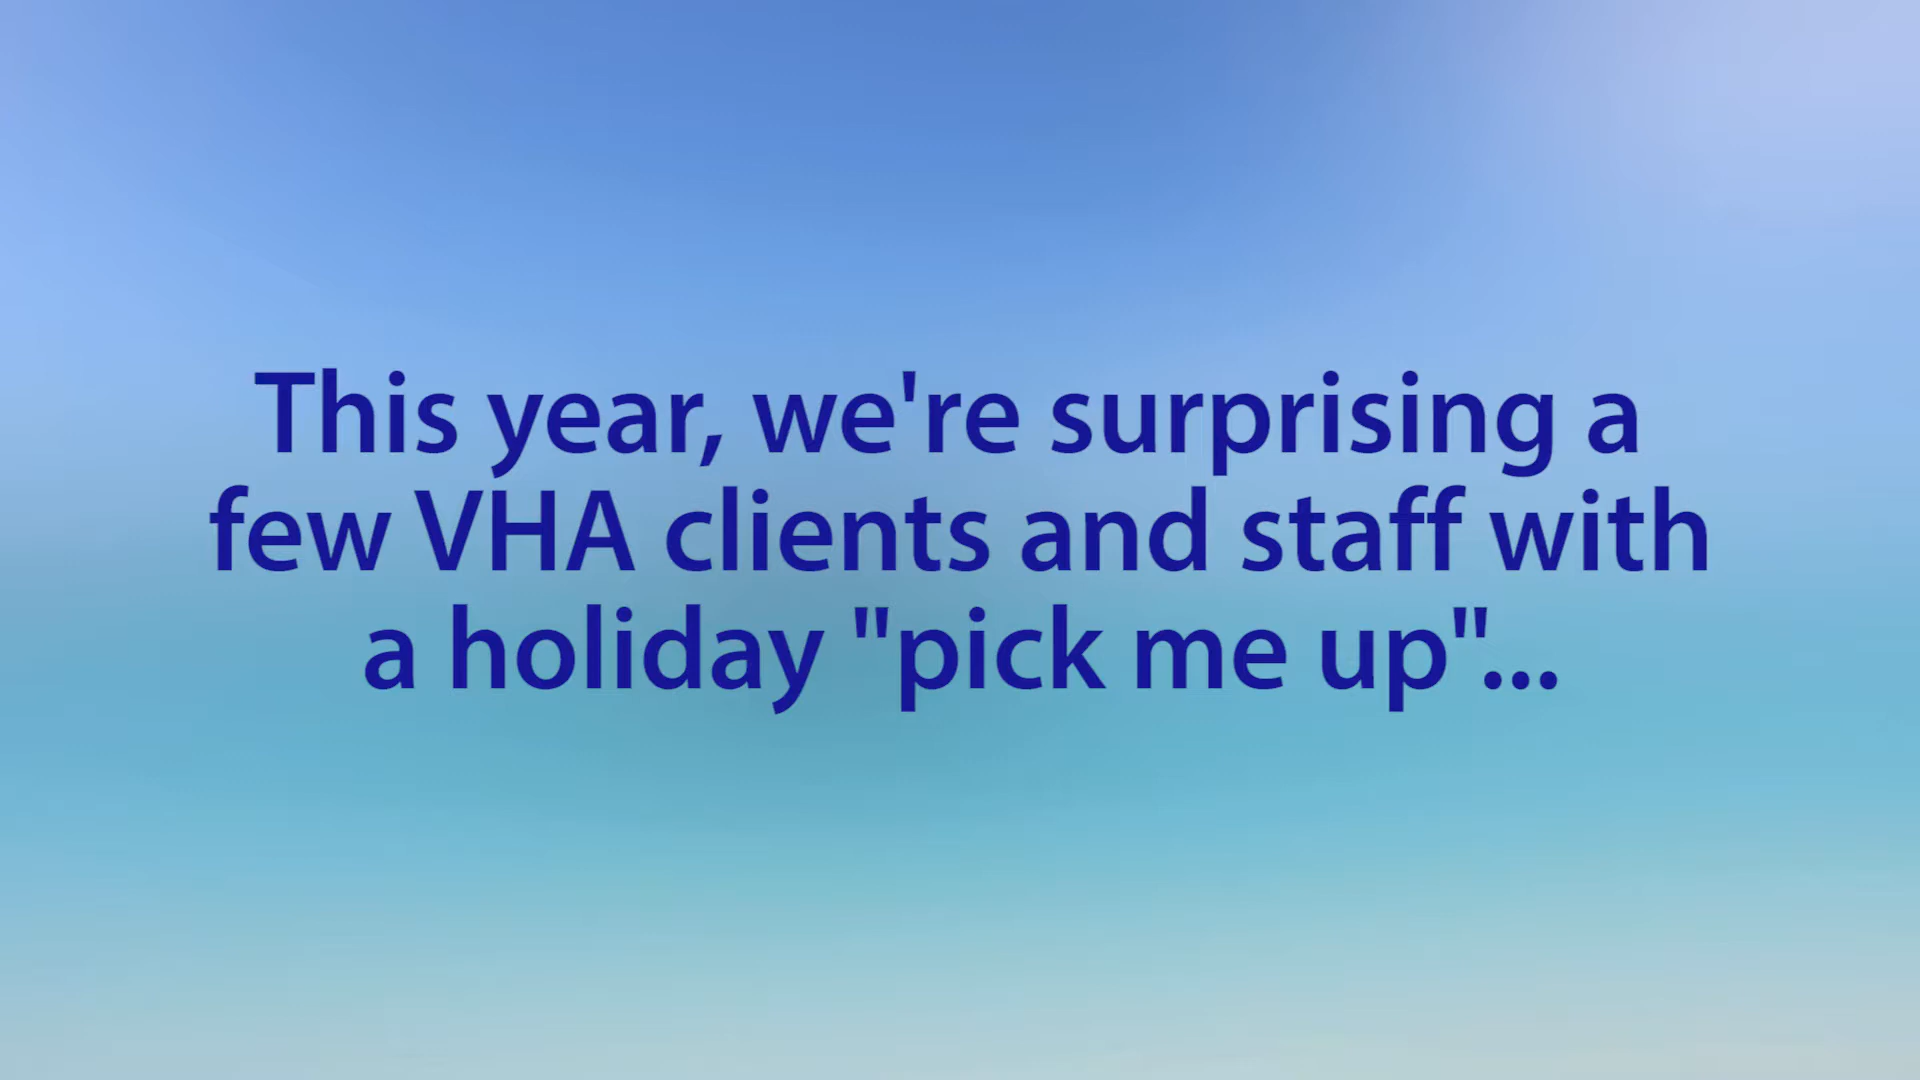 This year, we're surprising a
few VHA clients and staff with
a holiday "pick me up"...